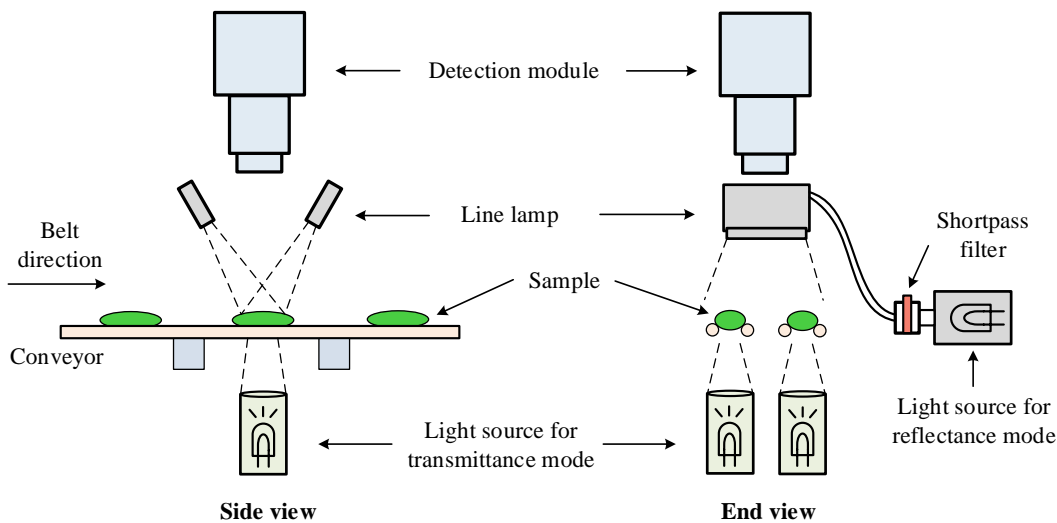 Detection module
Line lamp
Shortpass
filter
Belt
direction
Sample
Conveyor
Light source for
transmittance mode
Light source for
reflectance mode
Side view
End view